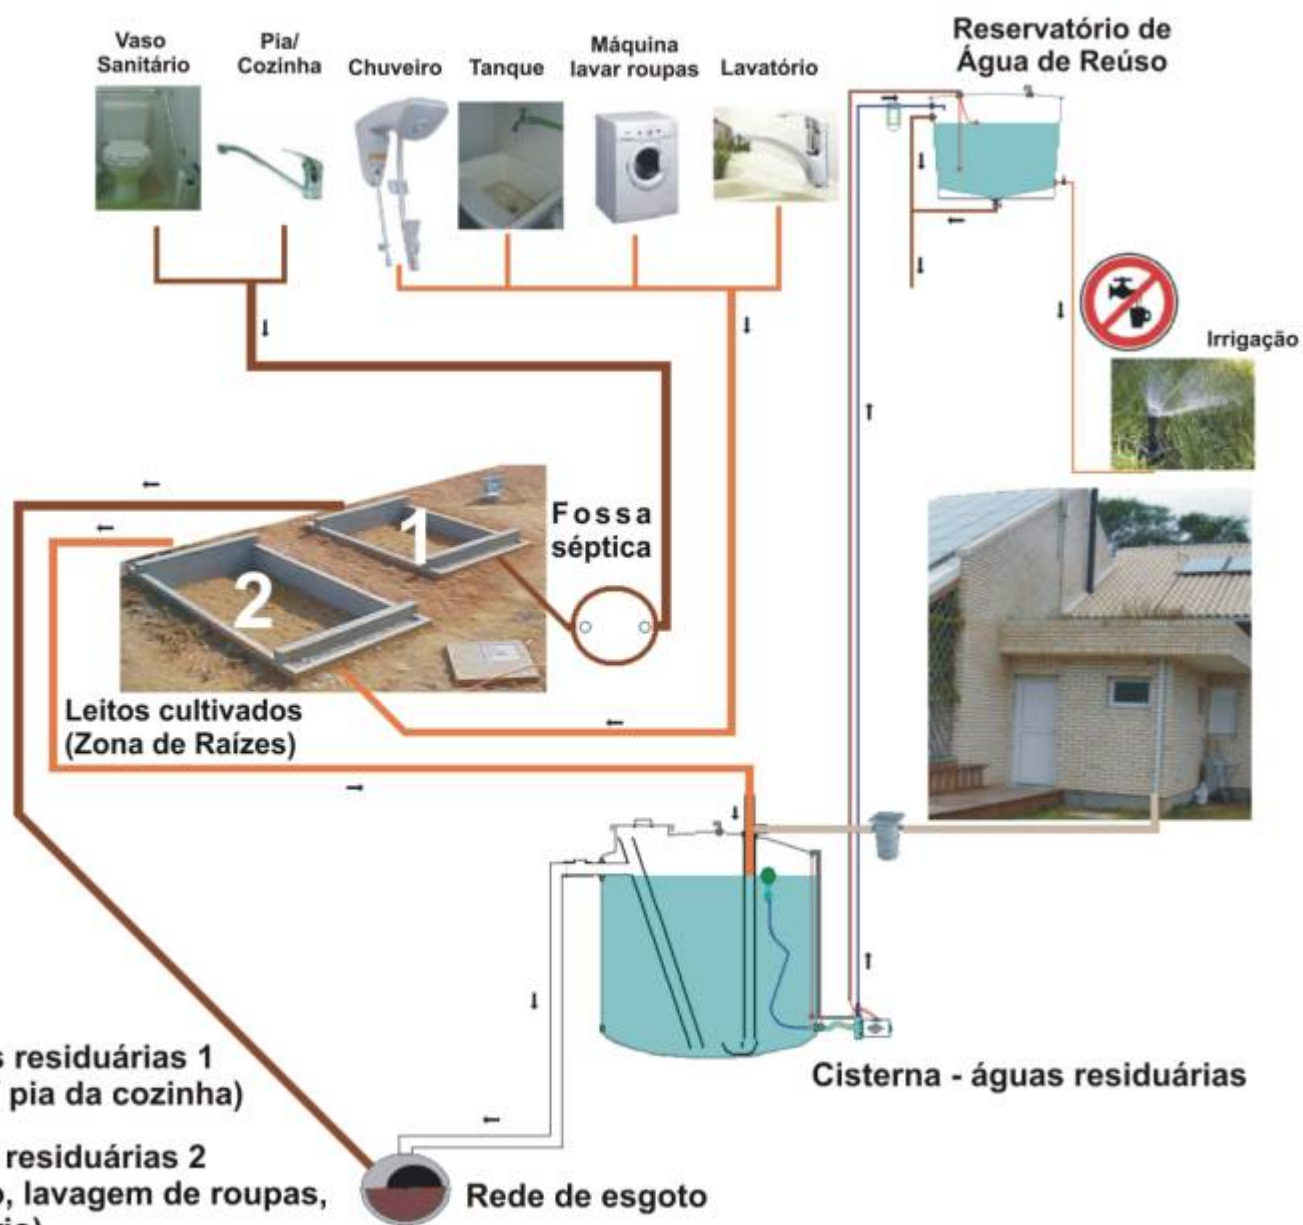 Vaso
Sanitário
Pia/
Cozinha
Chuveiro
Tanque
Máquina
lavar roupas
Lavatório
Reservatório de
Água de Reúso
Irrigação
1
2
Fossa
séptica
Leitos cultivados
(Zona de Raízes)
residuárias 1
pia da cozinha)
residuárias 2
lavagem de roupas,
Cisterna - águas residuárias
Rede de esgoto